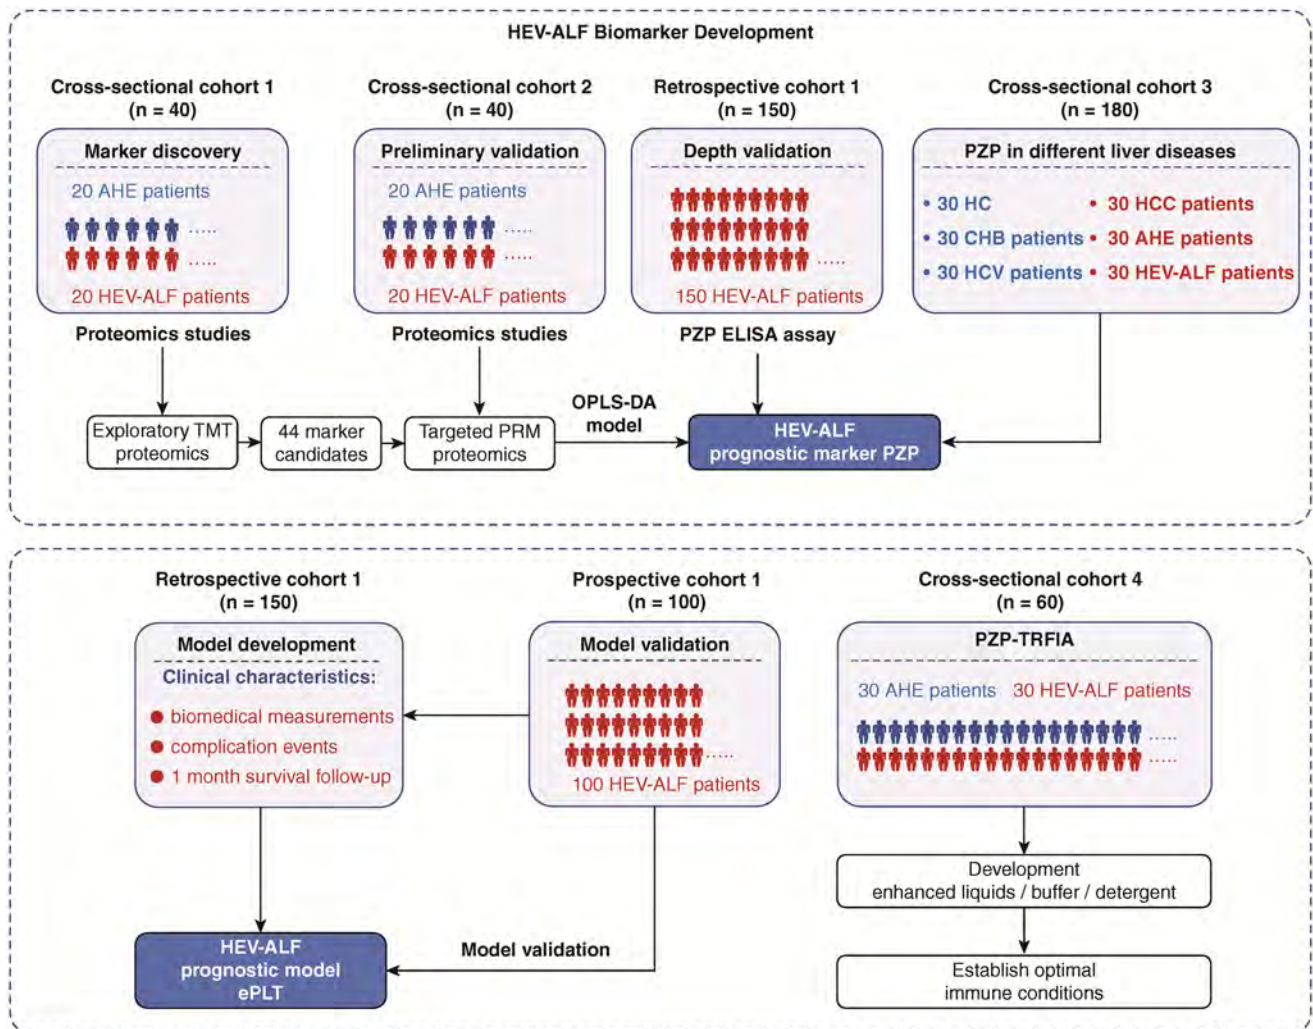 HEV-ALF Biomarker Development
Cross-sectional cohort 1
(n = 40)
Marker discovery
20 AHE patients
.....
.....
20 HEV-ALF patients
Proteomics studies
Cross-sectional cohort 2
(n = 40)
Preliminary validation
20 AHE patients
.....
.....
20 HEV-ALF patients
Proteomics studies
Retrospective cohort 1
(n = 150)
Depth validation
.....
150 HEV-ALF patients
PZP ELISA assay
Cross-sectional cohort 3
(n = 180)
PZP in different liver diseases
• 30 HC
• 30 CHB patients
• 30 HCV patients
• 30 HCC patients
• 30 AHE patients
• 30 HEV-ALF patients
Exploratory TMT
proteomics
44 marker
candidates
Targeted PRM
proteomics
OPLS-DA
model
HEV-ALF
prognostic marker PZP
Retrospective cohort 1
(n = 150)
Model development
Clinical characteristics:
● biomedical measurements
● complication events
● 1 month survival follow-up
Prospective cohort 1
(n = 100)
Model validation
.....
100 HEV-ALF patients
Cross-sectional cohort 4
(n = 60)
PZP-TRFIA
30 AHE patients 30 HEV-ALF patients
.....
.....
Development
enhanced liquids / buffer / detergent
Establish optimal
immune conditions
HEV-ALF
prognostic model
ePLT
Model validation